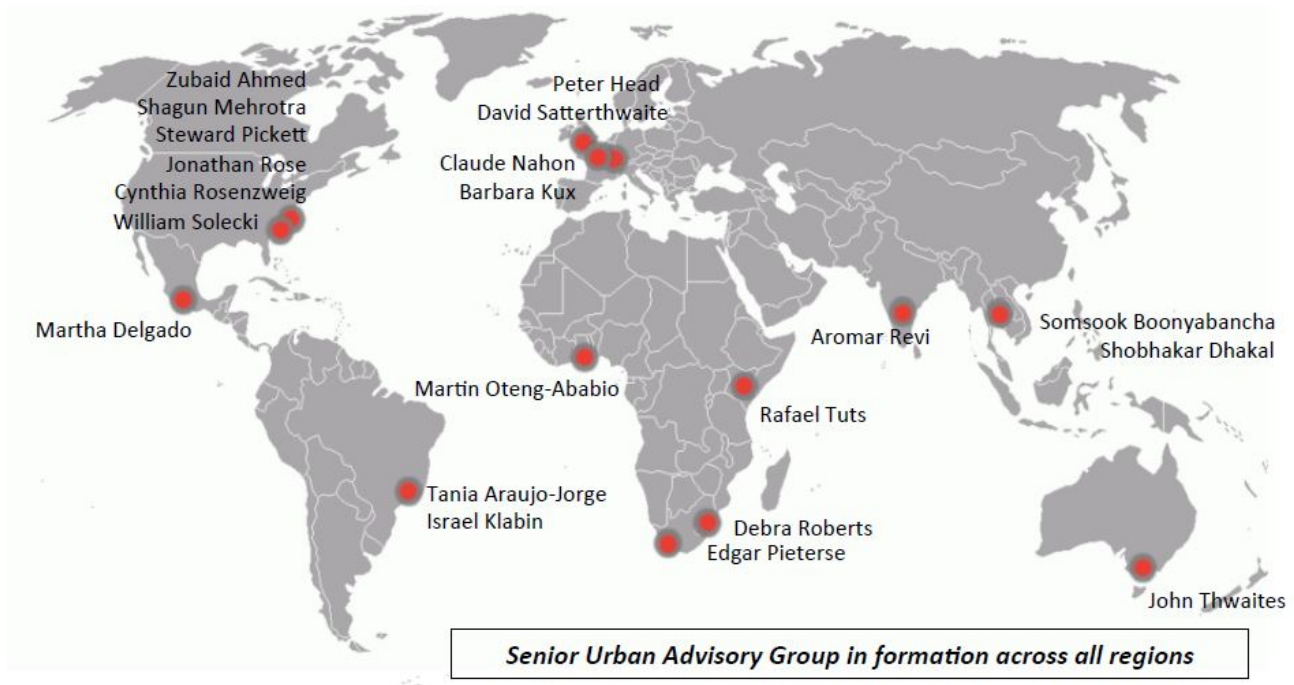 Zubaid Ahmed
Shagun Mehrotra
Steward Pickett
Jonathan Rose
Cynthia Rosenzweig
William Solecki
Peter Head
David Satterthwaite
Claude Nahon
Barbara Kux
Martha Delgado
Martin Oteng-Ababio
Aromar Revi
Somsook Boonyabancha
Shobhakar Dhakal
Rafael Tuts
Tania Araujo-Jorge
Israel Klabin
Debra Roberts
Edgar Pieterse
John Thwaites
Senior Urban Advisory Group in formation across all regions